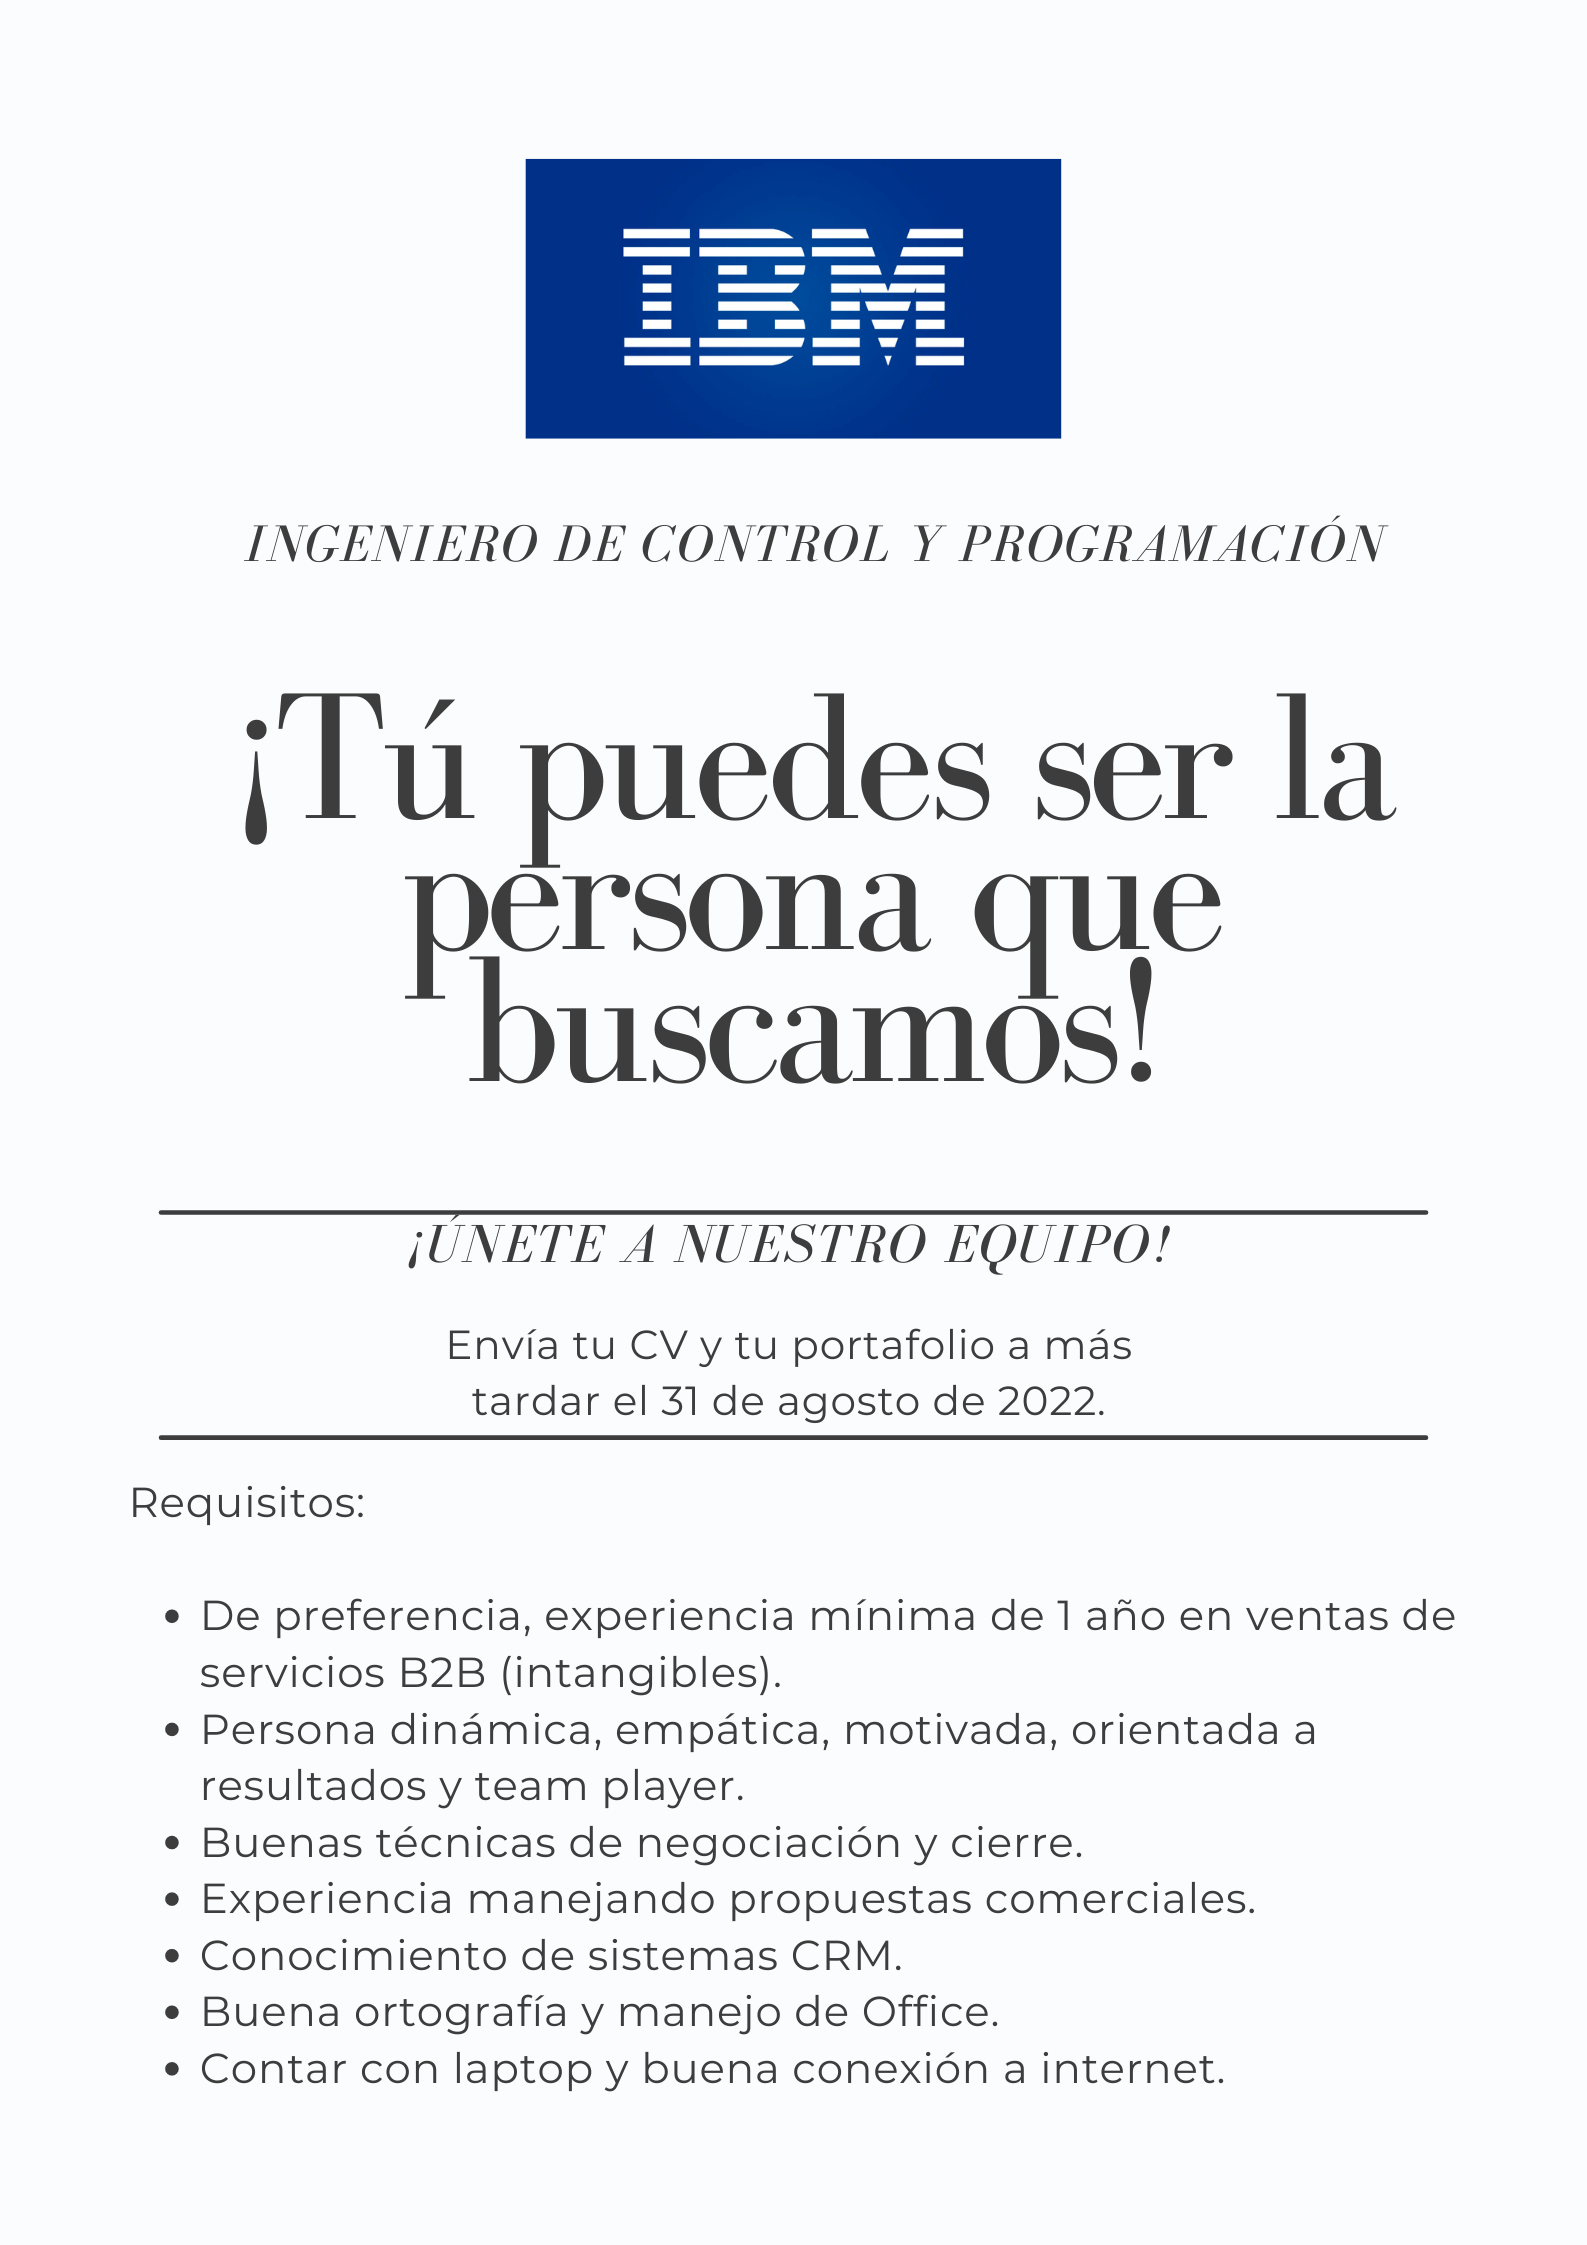 IBM
INGENIERO DE CONTROL Y PROGRAMACIÓN
¡Tú puedes ser la
persona que
buscamos!
¡ÚNETE A NUESTRO EQUIPO!
Envía tu CV y tu portafolio a más
tardar el 31 de agosto de 2022.
Requisitos:
• De preferencia, experiencia mínima de 1 año en ventas de
servicios B2B (intangibles).
• Persona dinámica, empática, motivada, orientada a
resultados y team player.
• Buenas técnicas de negociación y cierre.
• Experiencia manejando propuestas comerciales.
• Conocimiento de sistemas CRM.
• Buena ortografía y manejo de Office.
• Contar con laptop y buena conexión a internet.